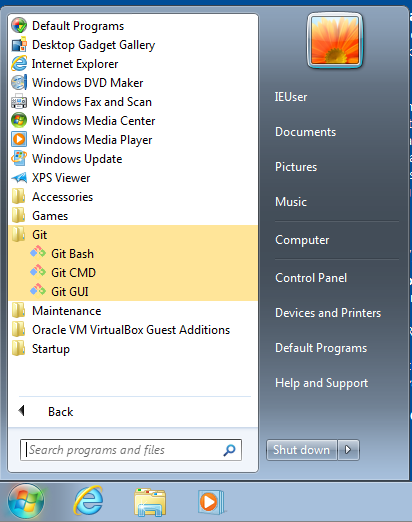 Default Programs
Desktop Gadget Gallery
Internet Explorer
Windows DVD Maker
Windows Fax and Scan
Windows Media Center
Windows Media Player
Windows Update
XPS Viewer
Accessories
Games
Git
Git Bash
Git CMD
Git GUI
Maintenance
Oracle VM VirtualBox Guest Additions
Startup
Back
Search programs and files
IEUser
Documents
Pictures
Music
Computer
Control Panel
Devices and Printers
Default Programs
Help and Support
Shut down